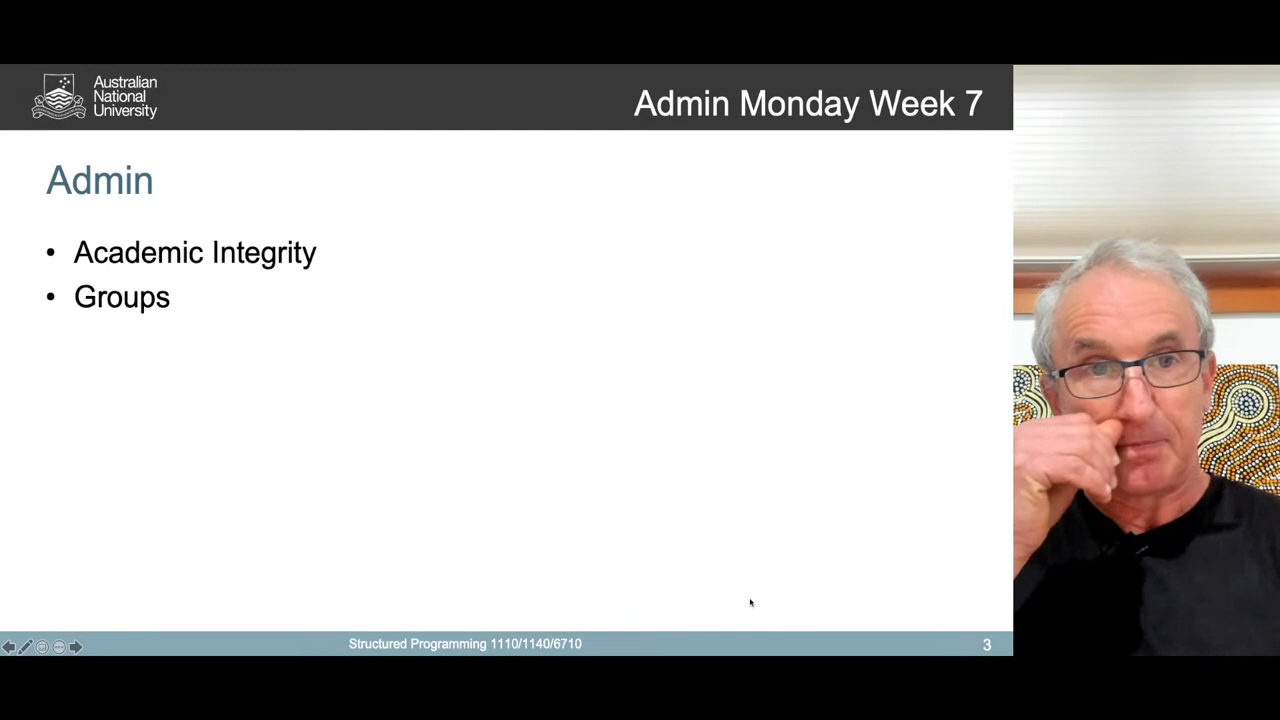 Australian
National
University
Admin Monday Week 7
Admin
• Academic Integrity
• Groups
Structured Programming 1110/1140/6710
3